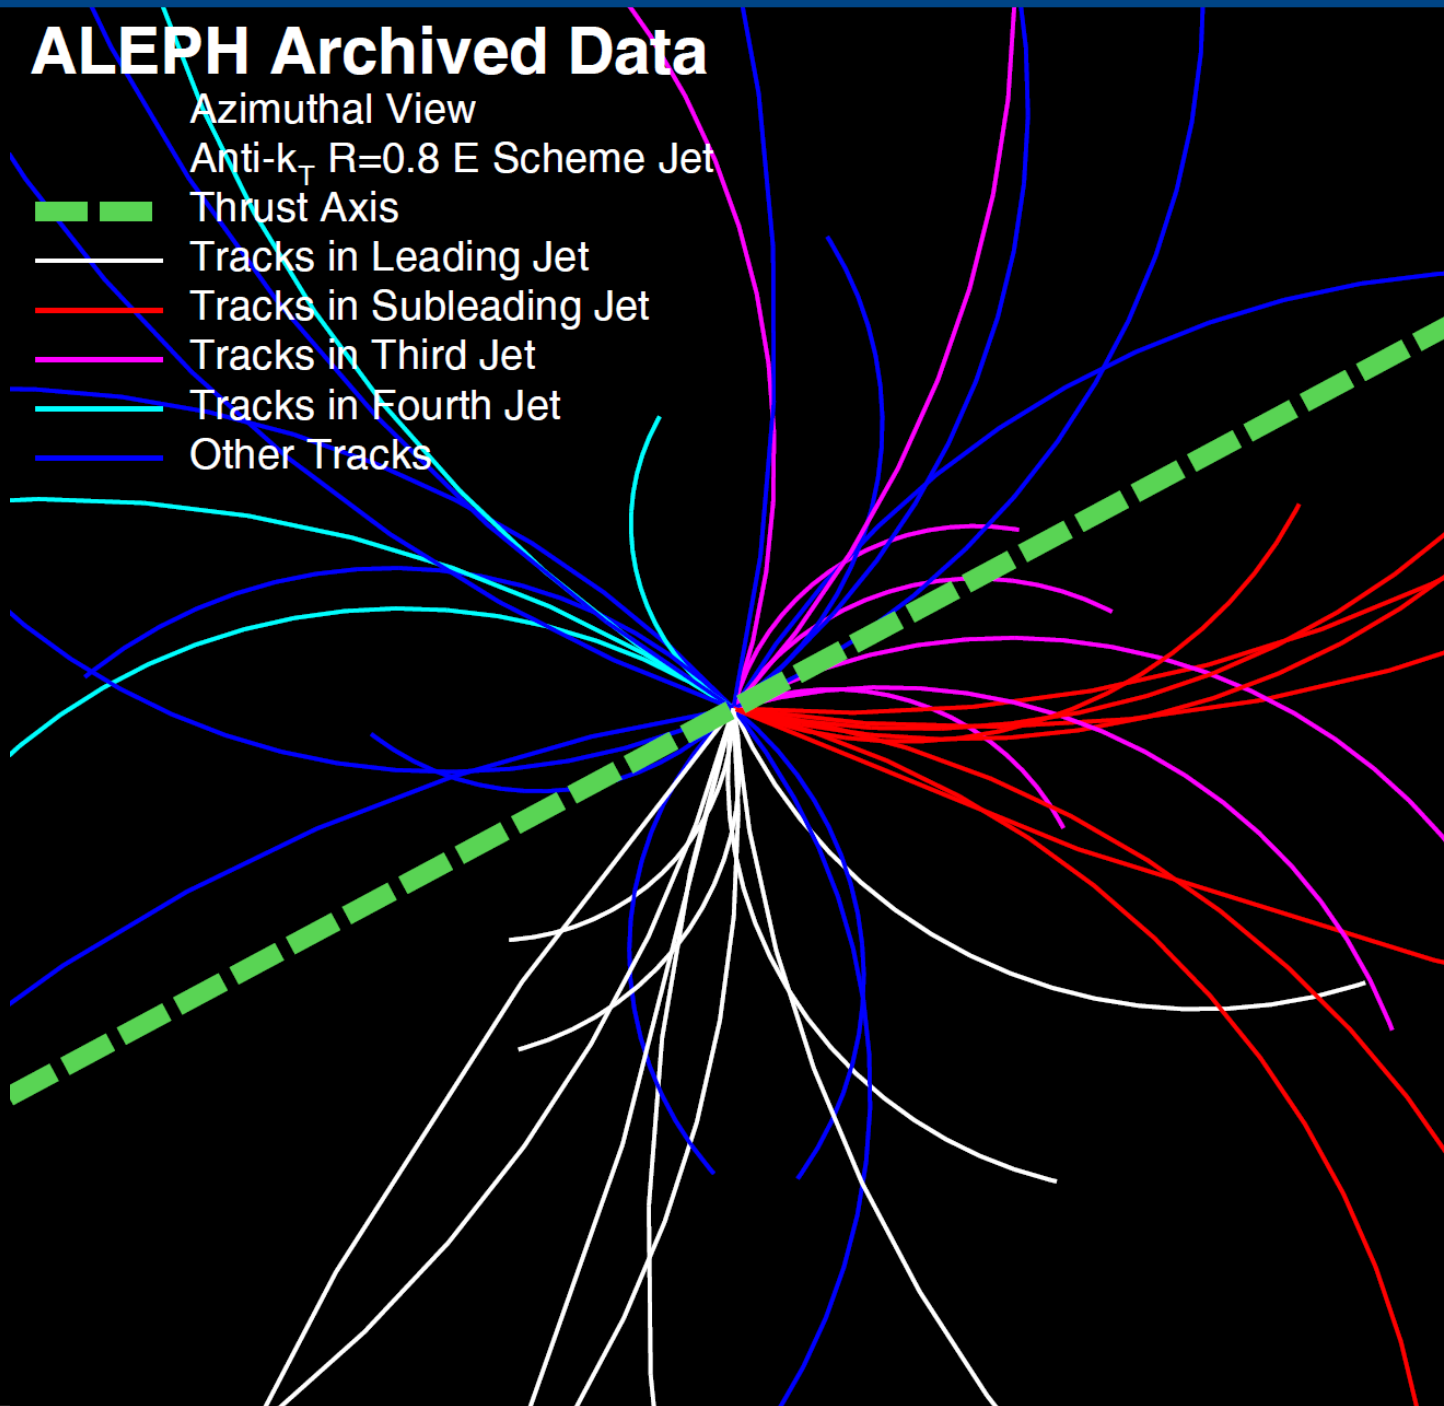 ALEPH Archived Data
Azimuthal View
Anti-kT R=0.8 E Scheme Jet
Thrust Axis
Tracks in Leading Jet
Tracks in Subleading Jet
Tracks in Third Jet
Tracks in Fourth Jet
Other Tracks